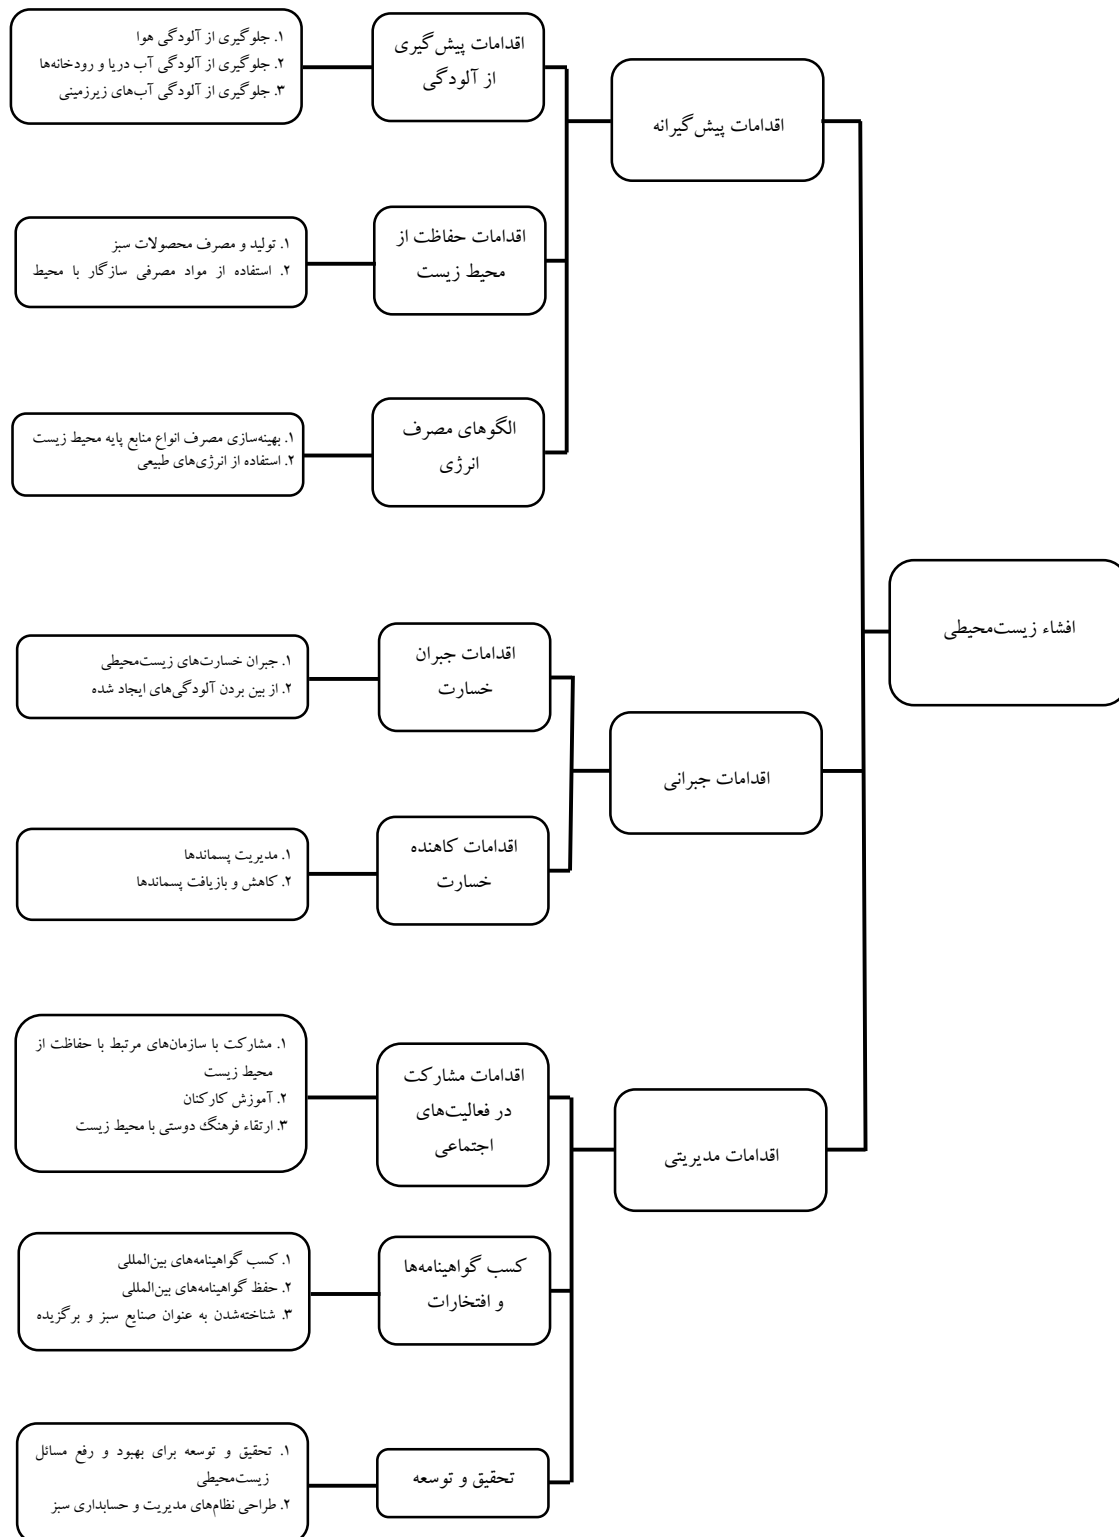 افشاء زیست‌محیطی
اقدامات پیش‌گیرانه
اقدامات پیش‌گیری
از آلودگی
۱. جلوگیری از آلودگی هوا
۲. جلوگیری از آلودگی آب دریا و رودخانه‌ها
۳. جلوگیری از آلودگی آب‌های زیرزمینی
اقدامات حفاظت از
محیط زیست
۱. تولید و مصرف محصولات سبز
۲. استفاده از مواد مصرفی سازگار با محیط
الگوهای مصرف
انرژی
۱. بهینه‌سازی مصرف انواع منابع پایه محیط زیست
۲. استفاده از انرژی‌های طبیعی
اقدامات جبرانی
اقدامات جبران
خسارت
۱. جبران خسارت‌های زیست‌محیطی
۲. از بین بردن آلودگی‌های ایجاد شده
اقدامات کاهنده
خسارت
۱. مدیریت پسماندها
۲. کاهش و بازیافت پسماندها
اقدامات مدیریتی
اقدامات مشارکت
در فعالیت‌های
اجتماعی
۱. مشارکت با سازمان‌های مرتبط با حفاظت از
محیط زیست
۲. آموزش کارکنان
۳. ارتقاء فرهنگ دوستی با محیط زیست
کسب گواهینامه‌ها
و افتخارات
۱. کسب گواهینامه‌های بین‌المللی
۲. حفظ گواهینامه‌های بین‌المللی
۳. شناخته‌شدن به عنوان صنایع سبز و برگزیده
تحقیق و توسعه
۱. تحقیق و توسعه برای بهبود و رفع مسائل
زیست‌محیطی
۲. طراحی نظام‌های مدیریت و حسابداری سبز